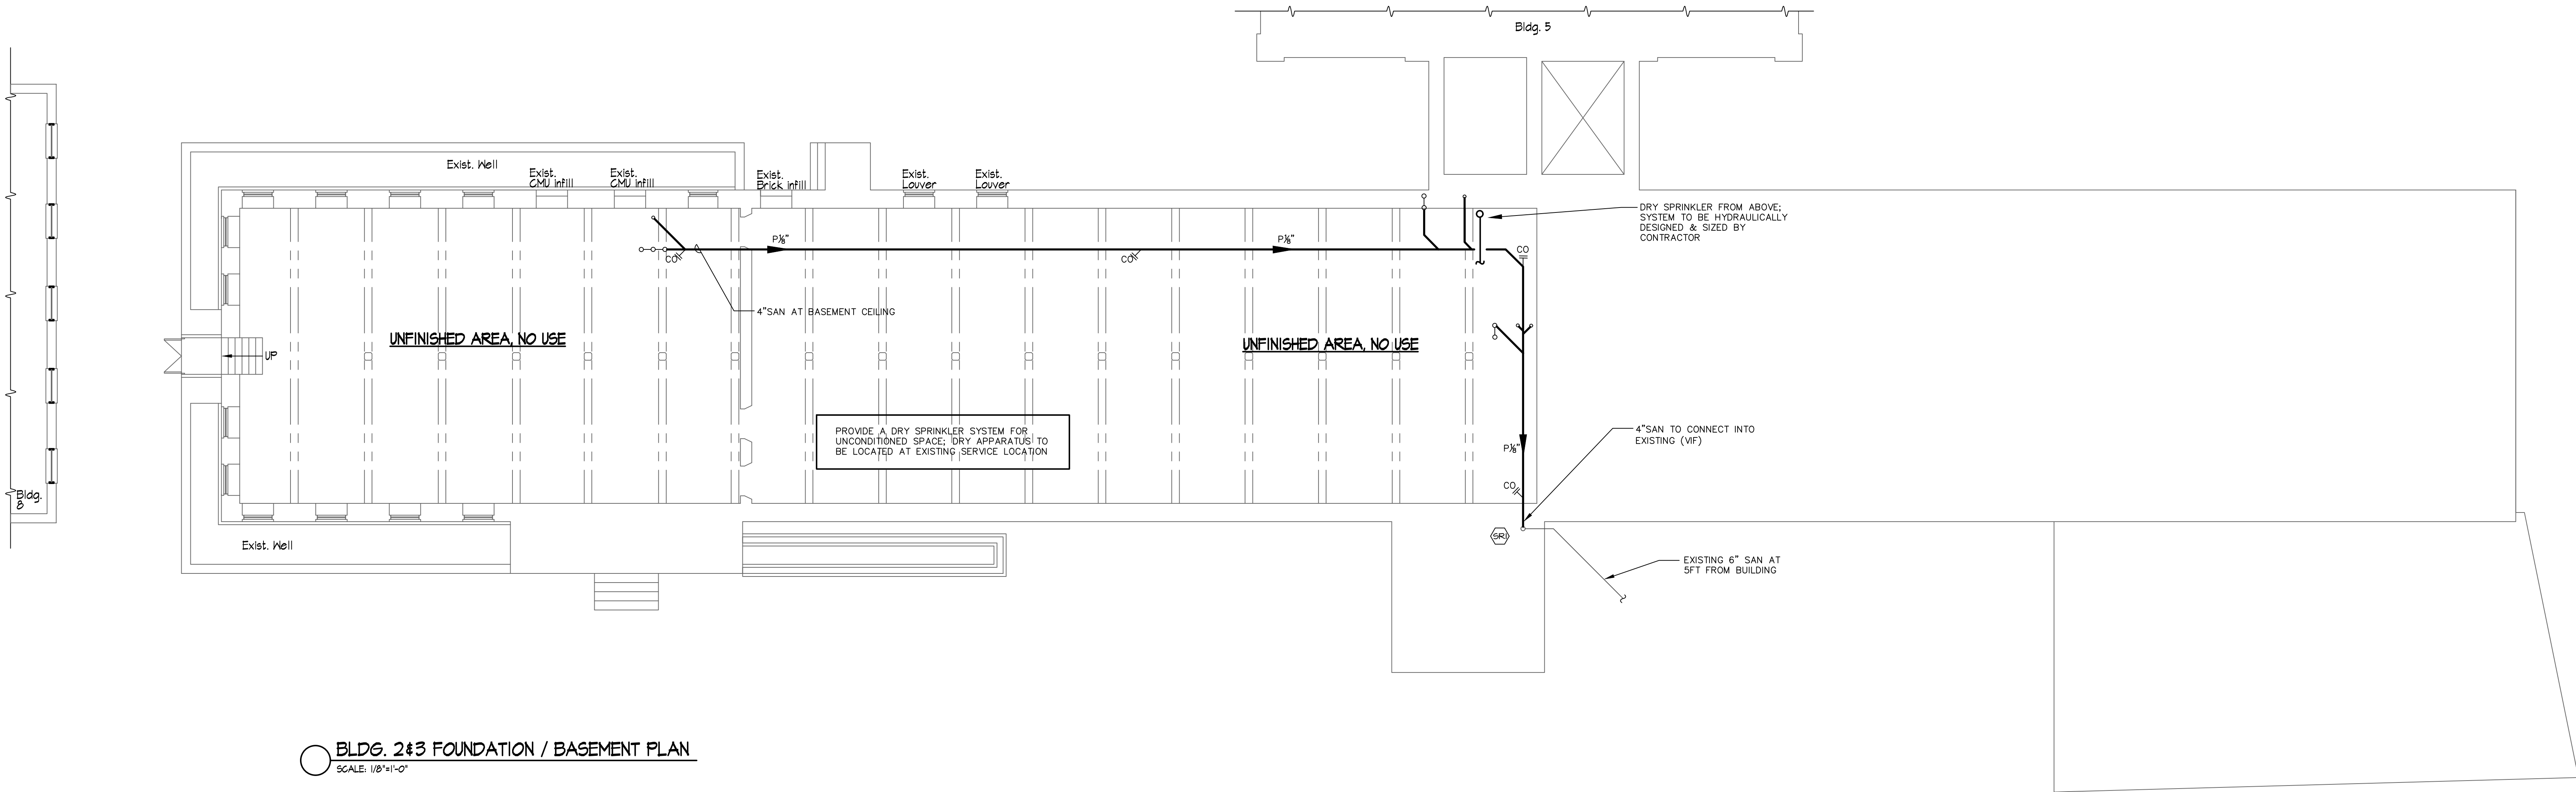 Bldg. 5
Exist. Well
Exist.
CMU Infill
Exist.
CMU Infill
Exist.
Brick Infill
Exist.
Louver
Exist.
Louver
DRY SPRINKLER FROM ABOVE;
SYSTEM TO BE HYDRAULICALLY
DESIGNED & SIZED BY
CONTRACTOR
P⅛"
P⅛"
CO
CO
CO
4"SAN AT BASEMENT CEILING
UNFINISHED AREA, NO USE
UNFINISHED AREA, NO USE
UP
PROVIDE A DRY SPRINKLER SYSTEM FOR
UNCONDITIONED SPACE; DRY APPARATUS TO
BE LOCATED AT EXISTING SERVICE LOCATION
4"SAN TO CONNECT INTO
EXISTING (VIF)
P⅛"
CO
Bldg.
8
Exist. Well
SR1
EXISTING 6" SAN AT
5FT FROM BUILDING
BLDG. 2&3 FOUNDATION / BASEMENT PLAN
SCALE: 1/8"=1'-0"